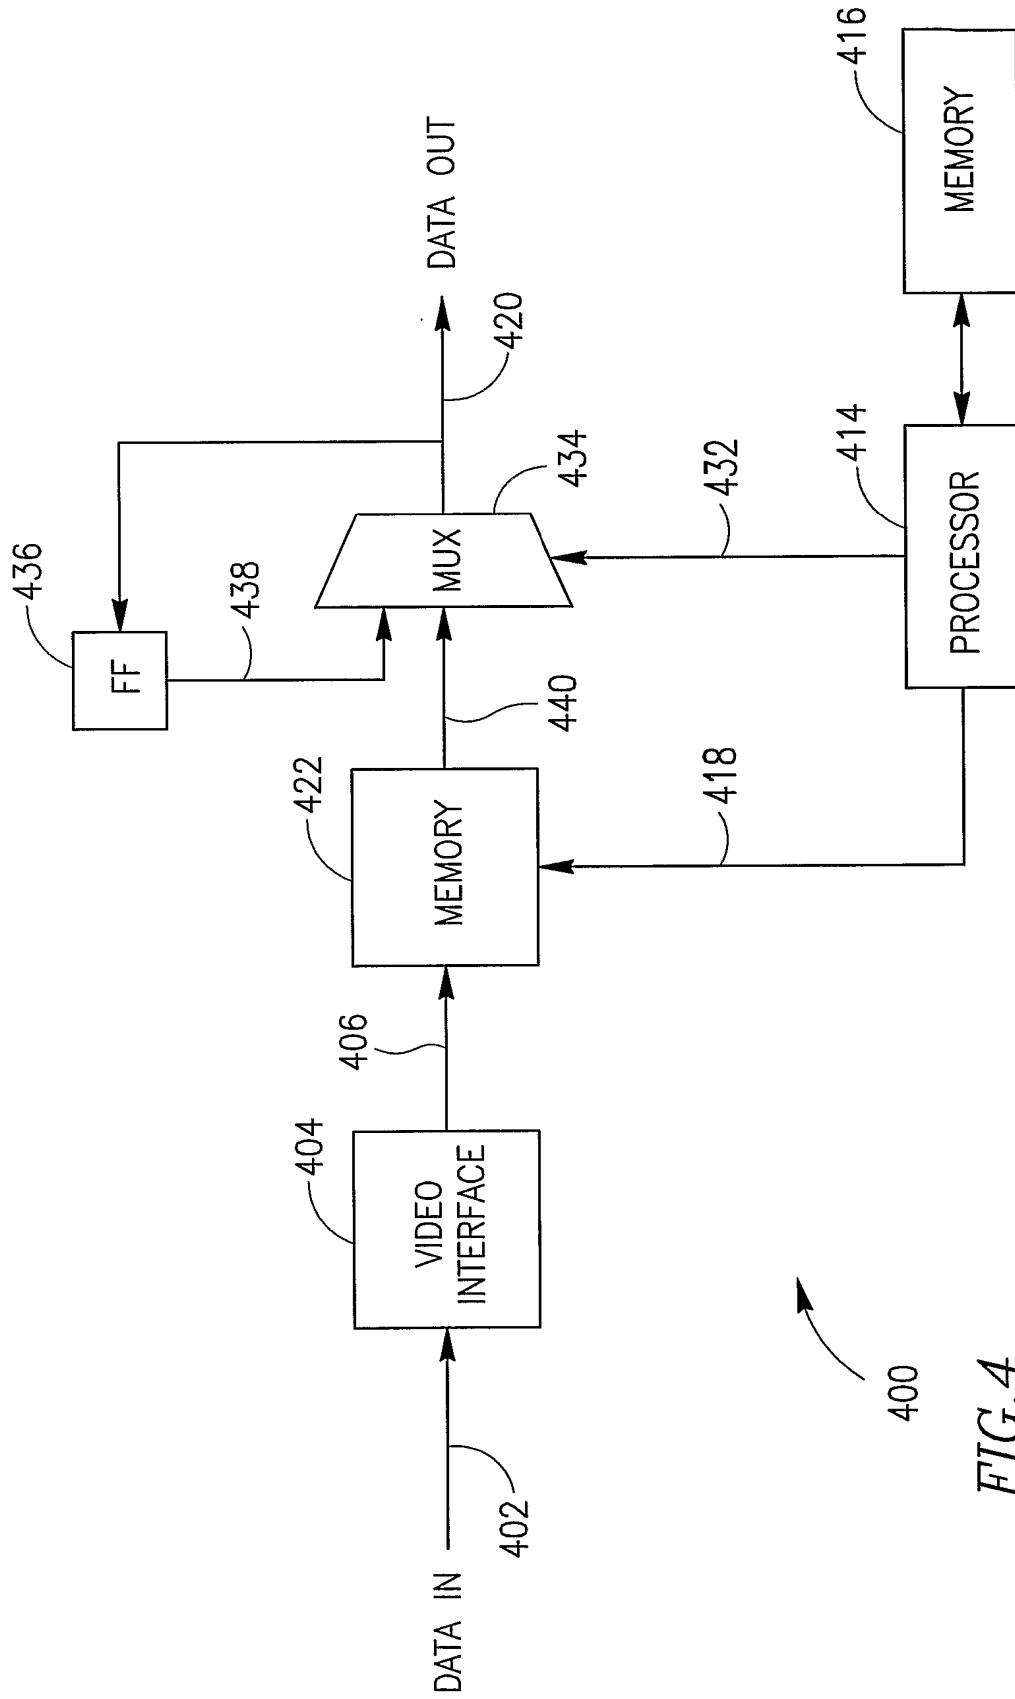 436
FF
438
DATA OUT
420
MUX
434
422
MEMORY
440
432
418
404
VIDEO
INTERFACE
406
DATA IN
402
416
MEMORY
414
PROCESSOR
400
FIG.4